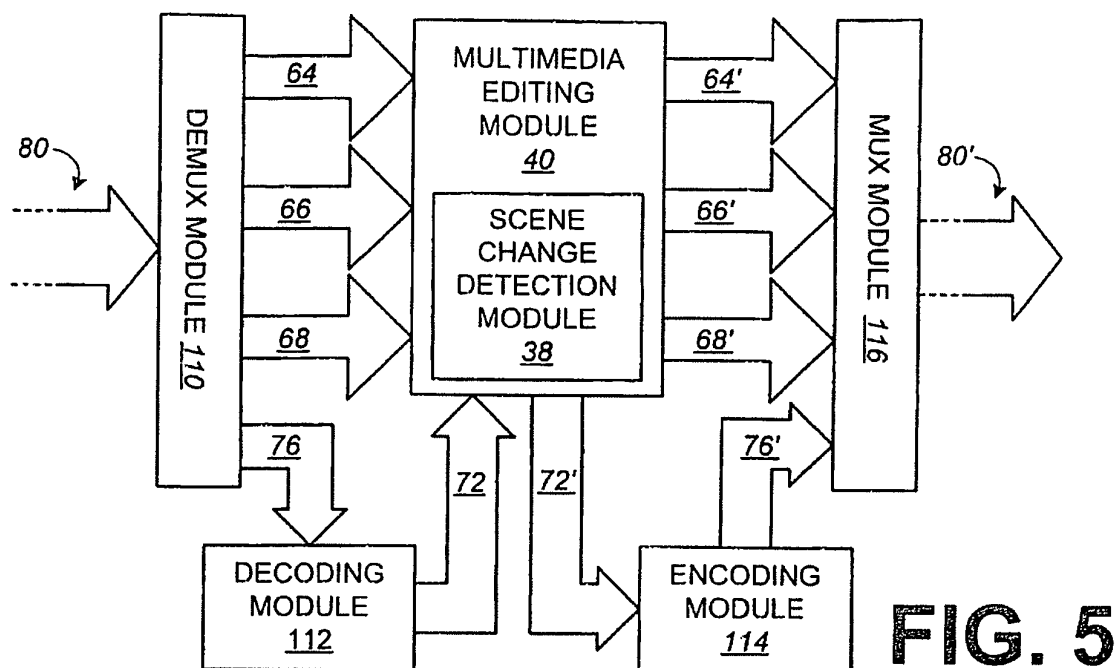 80
DEMUX MODULE 110
64
66
68
76
MULTIMEDIA
EDITING
MODULE
40
SCENE
CHANGE
DETECTION
MODULE
38
64'
66'
68'
76'
MUX MODULE 116
80'
72
72'
DECODING
MODULE
112
ENCODING
MODULE
114
FIG. 5